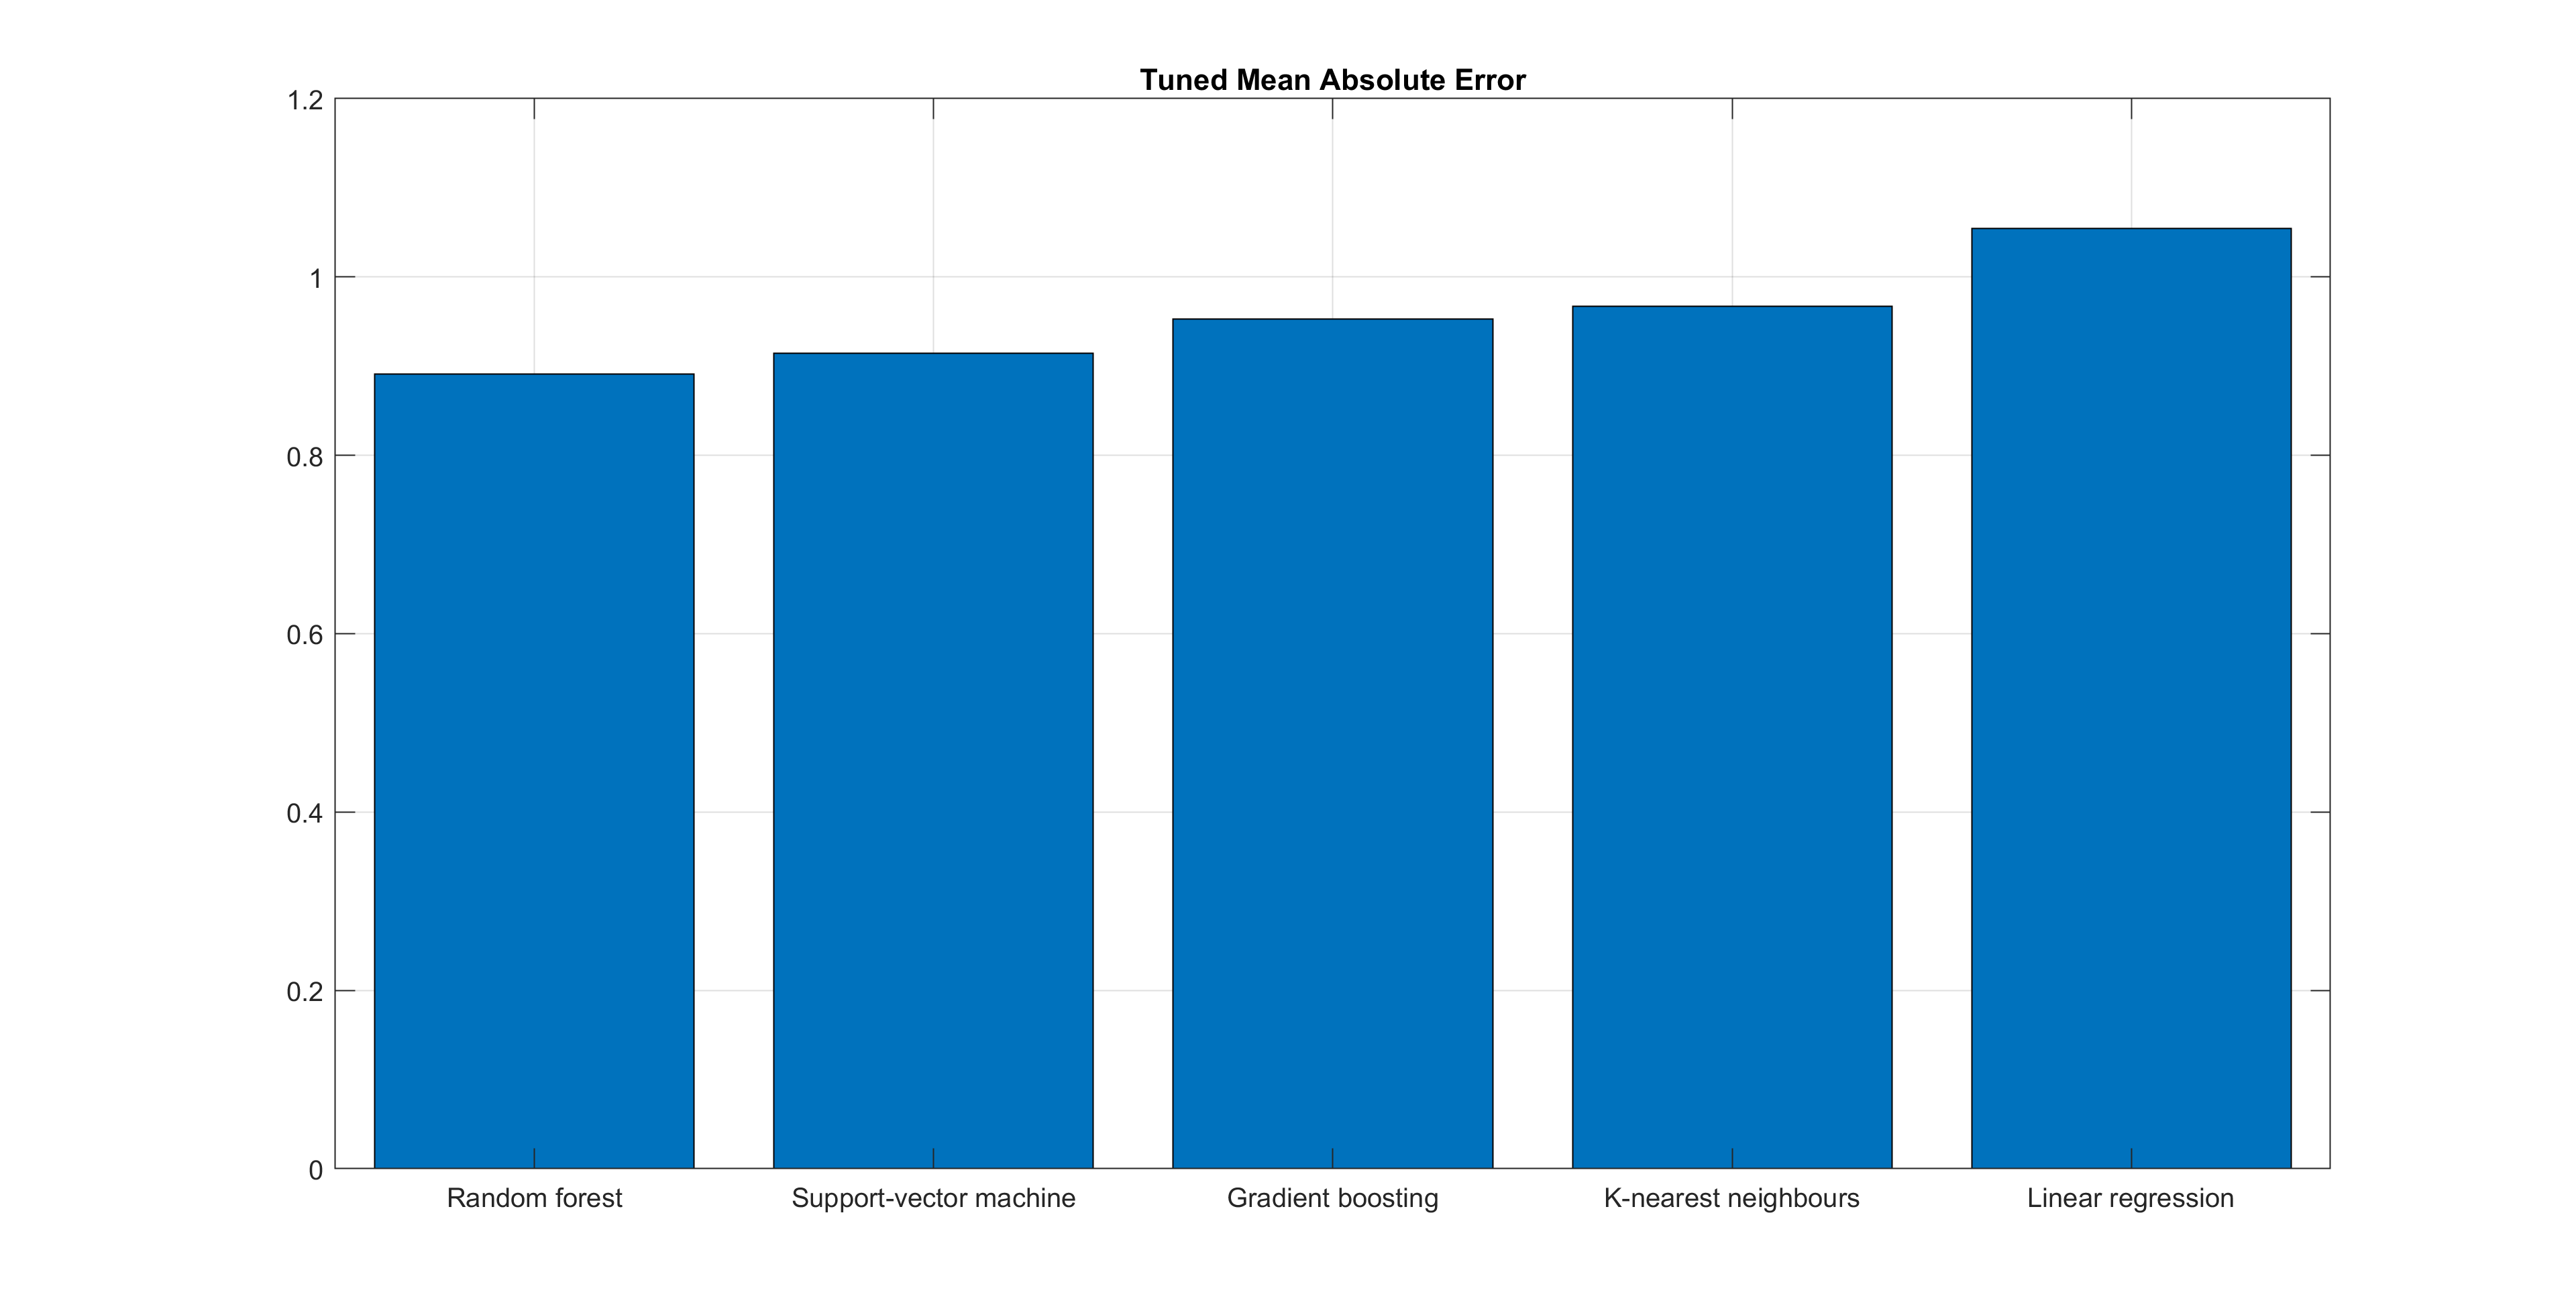 Tuned Mean Absolute Error
1.2
1
0.8
0.6
0.4
0.2
0
Random forest
Support-vector machine
Gradient boosting
K-nearest neighbours
Linear regression